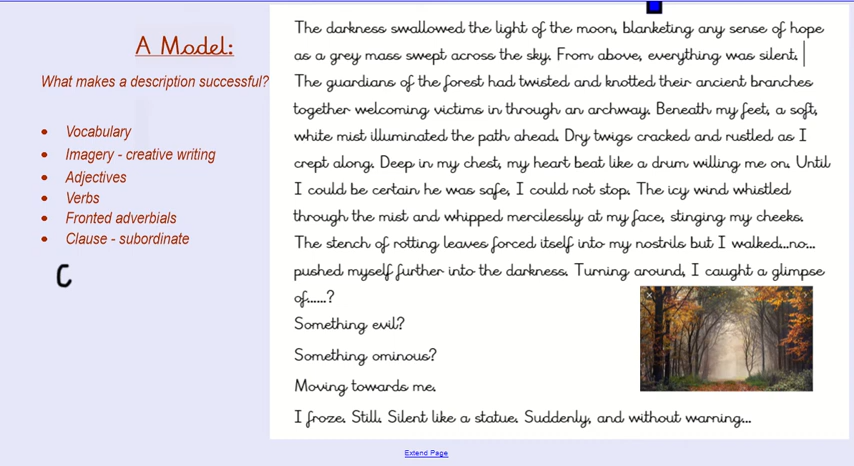 A Model:
What makes a description successful?
• Vocabulary
• Imagery - creative writing
• Adjectives
• Verbs
• Fronted adverbials
• Clause - subordinate
C
The darkness swallowed the light of the moon, blanketing any sense of hope
as a grey mass swept across the sky. From above, everything was silent.
The guardians of the forest had twisted and knotted their ancient branches
together welcoming victims in through an archway. Beneath my feet, a soft,
white mist illuminated the path ahead. Dry twigs cracked and rustled as I
crept along. Deep in my chest, my heart beat like a drum willing me on. Until
I could be certain he was safe, I could not stop. The icy wind whistled
through the mist and whipped mercilessly at my face, stinging my cheeks.
The stench of rotting leaves forced itself into my nostrils but I walked...no...
pushed myself further into the darkness. Turning around, I caught a glimpse
of......?
Something evil?
Something ominous?
Moving towards me.
I froze. Still. Silent like a statue. Suddenly, and without warning...
Extend Page